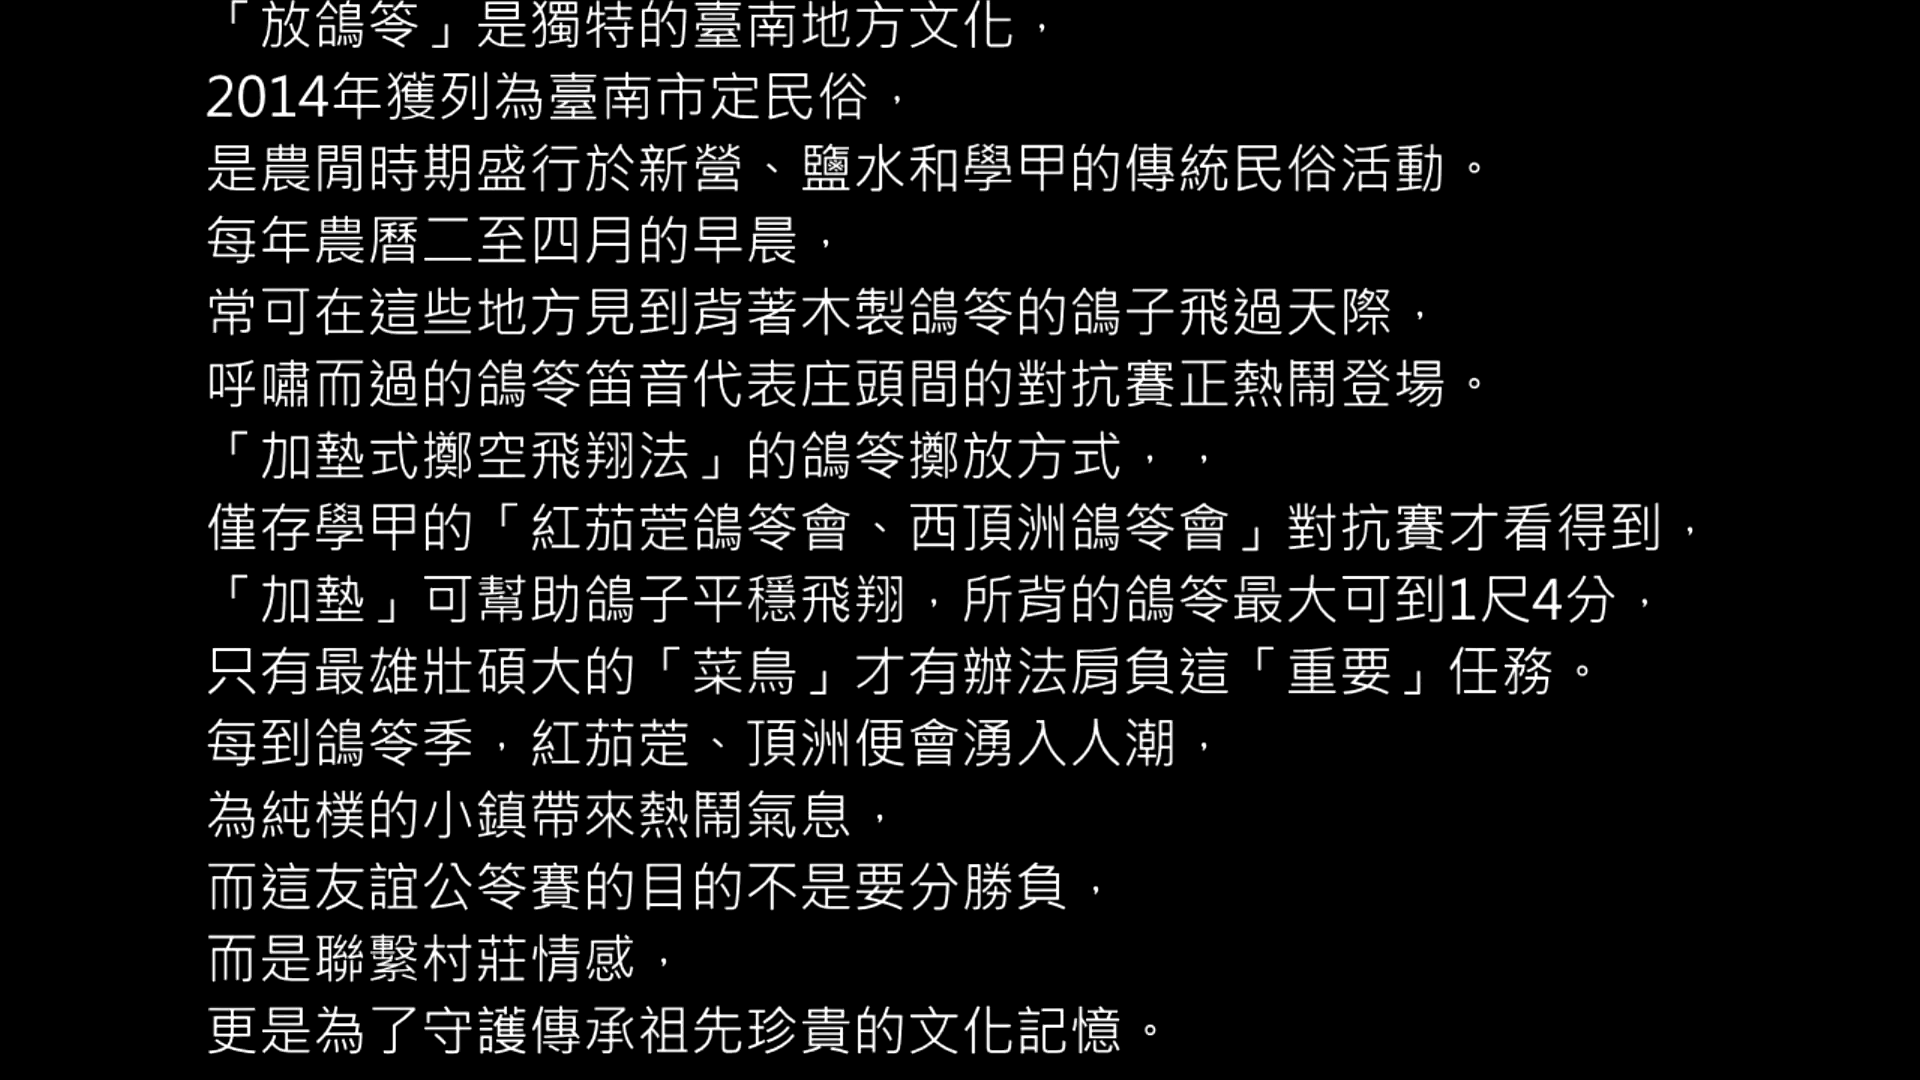 「放鴿笭」是獨特的臺南地方文化，
2014年獲列為臺南市定民俗，
是農閒時期盛行於新營、鹽水和學甲的傳統民俗活動。
每年農曆二至四月的早晨，
常可在這些地方見到背著木製鴿笭的鴿子飛過天際，
呼嘯而過的鴿笭笛音代表庄頭間的對抗賽正熱鬧登場。
「加墊式擲空飛翔法」的鴿笭擲放方式，，
僅存學甲的「紅茄萣鴿笭會、西頂洲鴿笭會」對抗賽才看得到，
「加墊」可幫助鴿子平穩飛翔，所背的鴿笭最大可到1尺4分，
只有最雄壯碩大的「菜鳥」才有辦法肩負這「重要」任務。
每到鴿笭季，紅茄萣、頂洲便會湧入人潮，
為純樸的小鎮帶來熱鬧氣息，
而這友誼公笭賽的目的不是要分勝負，
而是聯繫村莊情感，
更是為了守護傳承祖先珍貴的文化記憶。